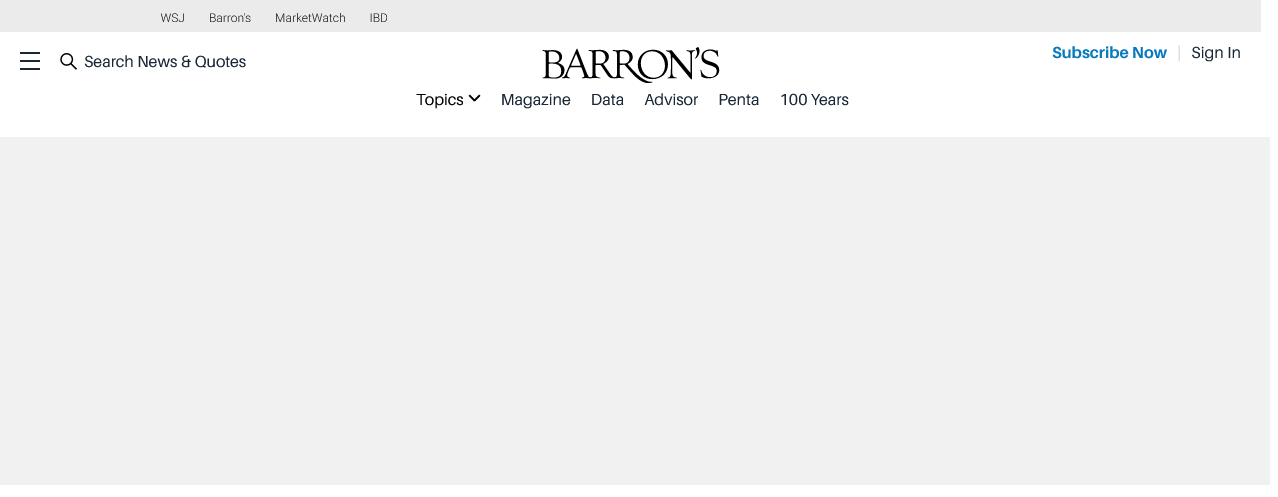 WSJ Barron's MarketWatch IBD
Search News & Quotes
BARRON'S
Subscribe Now | Sign In
Topics Magazine Data Advisor Penta 100 Years